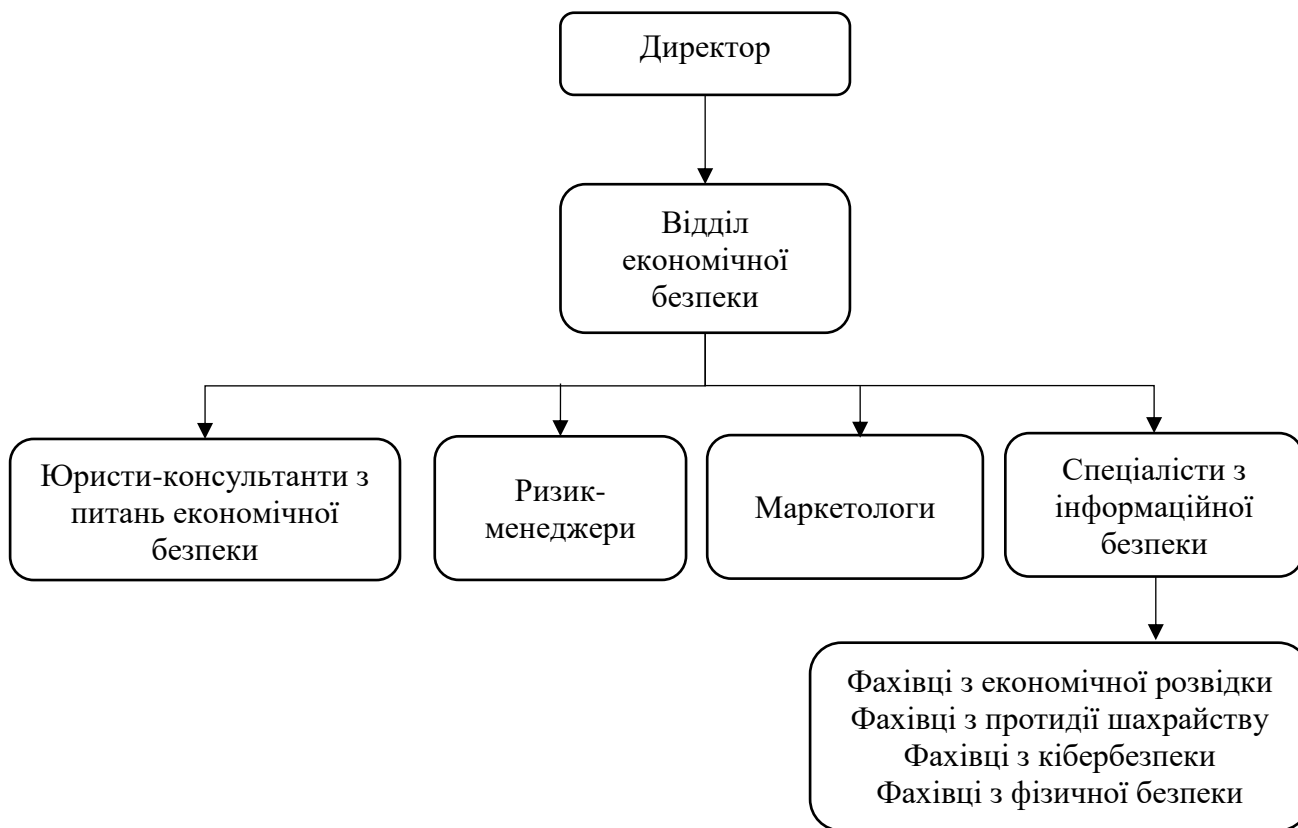 Директор
Відділ
економічної
безпеки
Юристи-консультанти з
питань економічної
безпеки
Ризик-
менеджери
Маркетологи
Спеціалісти з
інформаційної
безпеки
Фахівці з економічної розвідки
Фахівці з протидії шахрайству
Фахівці з кібербезпеки
Фахівці з фізичної безпеки